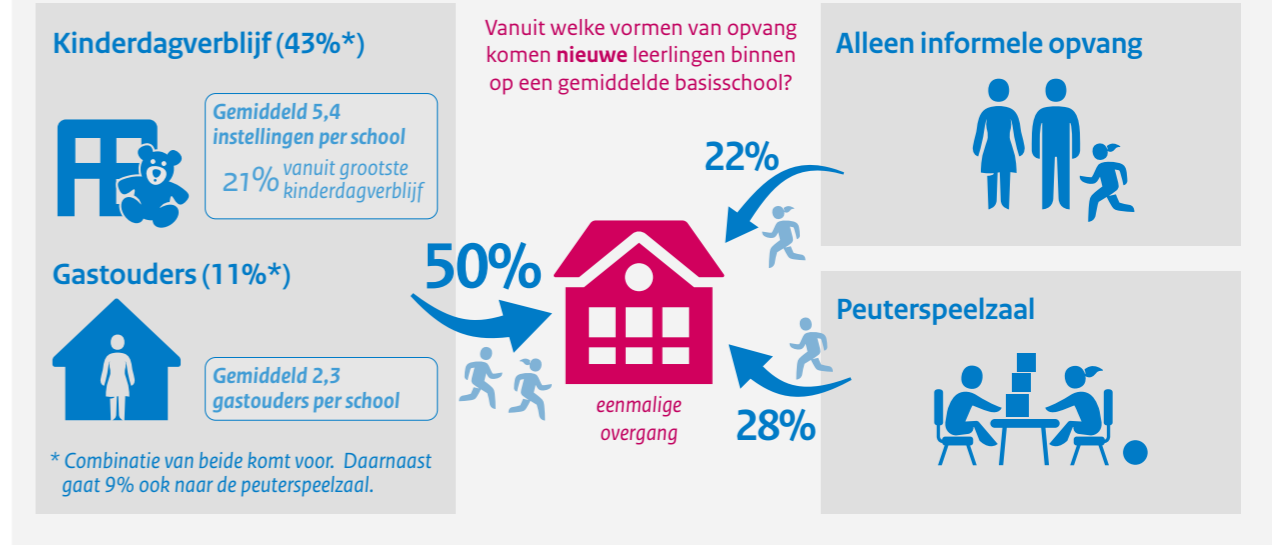 Kinderdagverblijf (43%*)
Gemiddeld 5,4
instellingen per school
21% vanuit grootste
kinderdagverblijf
Gastouders (11%*)
Gemiddeld 2,3
gastouders per school
* Combinatie van beide komt voor. Daarnaast
gaat 9% ook naar de peuterspeelzaal.
Vanuit welke vormen van opvang
komen nieuwe leerlingen binnen
op een gemiddelde basisschool?
50%
22%
28%
eenmalige
overgang
Alleen informele opvang
Peuterspeelzaal